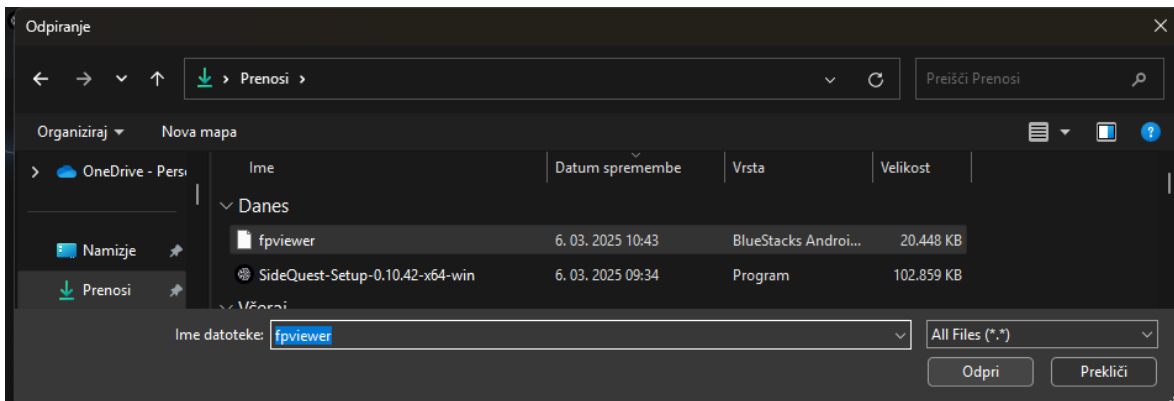 Odpiranje
Prenosi
Preišči Prenosi
Organiziraj Nova mapa
OneDrive - Pers
Ime Datum spremembe Vrsta Velikost
Danes
Namizje
fpviewer 6. 03. 2025 10:43 BlueStacks Androi... 20.448 KB
Prenosi
SideQuest-Setup-0.10.42-x64-win 6. 03. 2025 09:34 Program 102.859 KB
Včeraj
Ime datoteke: fpviewer All Files (*.*)
Odpri Prekliči